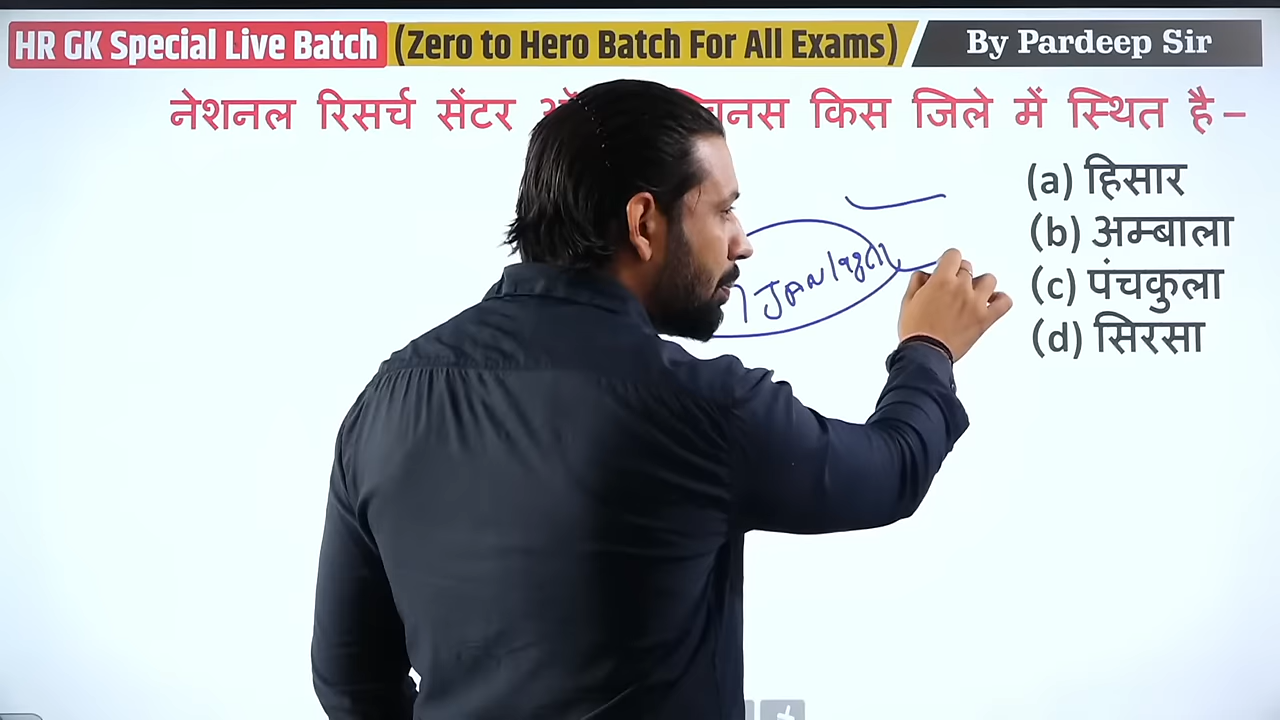 HR GK Special Live Batch (Zero to Hero Batch For All Exams) By Pardeep Sir
नेशनल रिसर्च सेंटर किस जिले में स्थित है –
(a) हिसार
(b) अम्बाला
(c) पंचकुला
(d) सिरसा